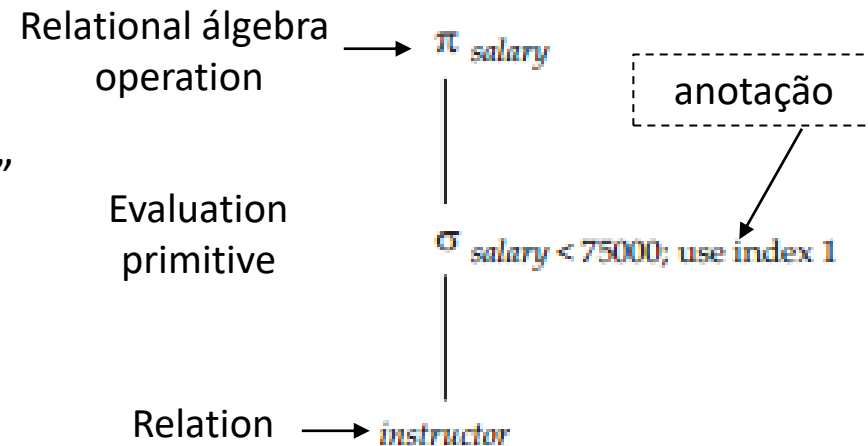 Relational álgebra
operation
π salary
anotação
”
Evaluation
primitive
σ salary < 75000; use index 1
Relation
instructor